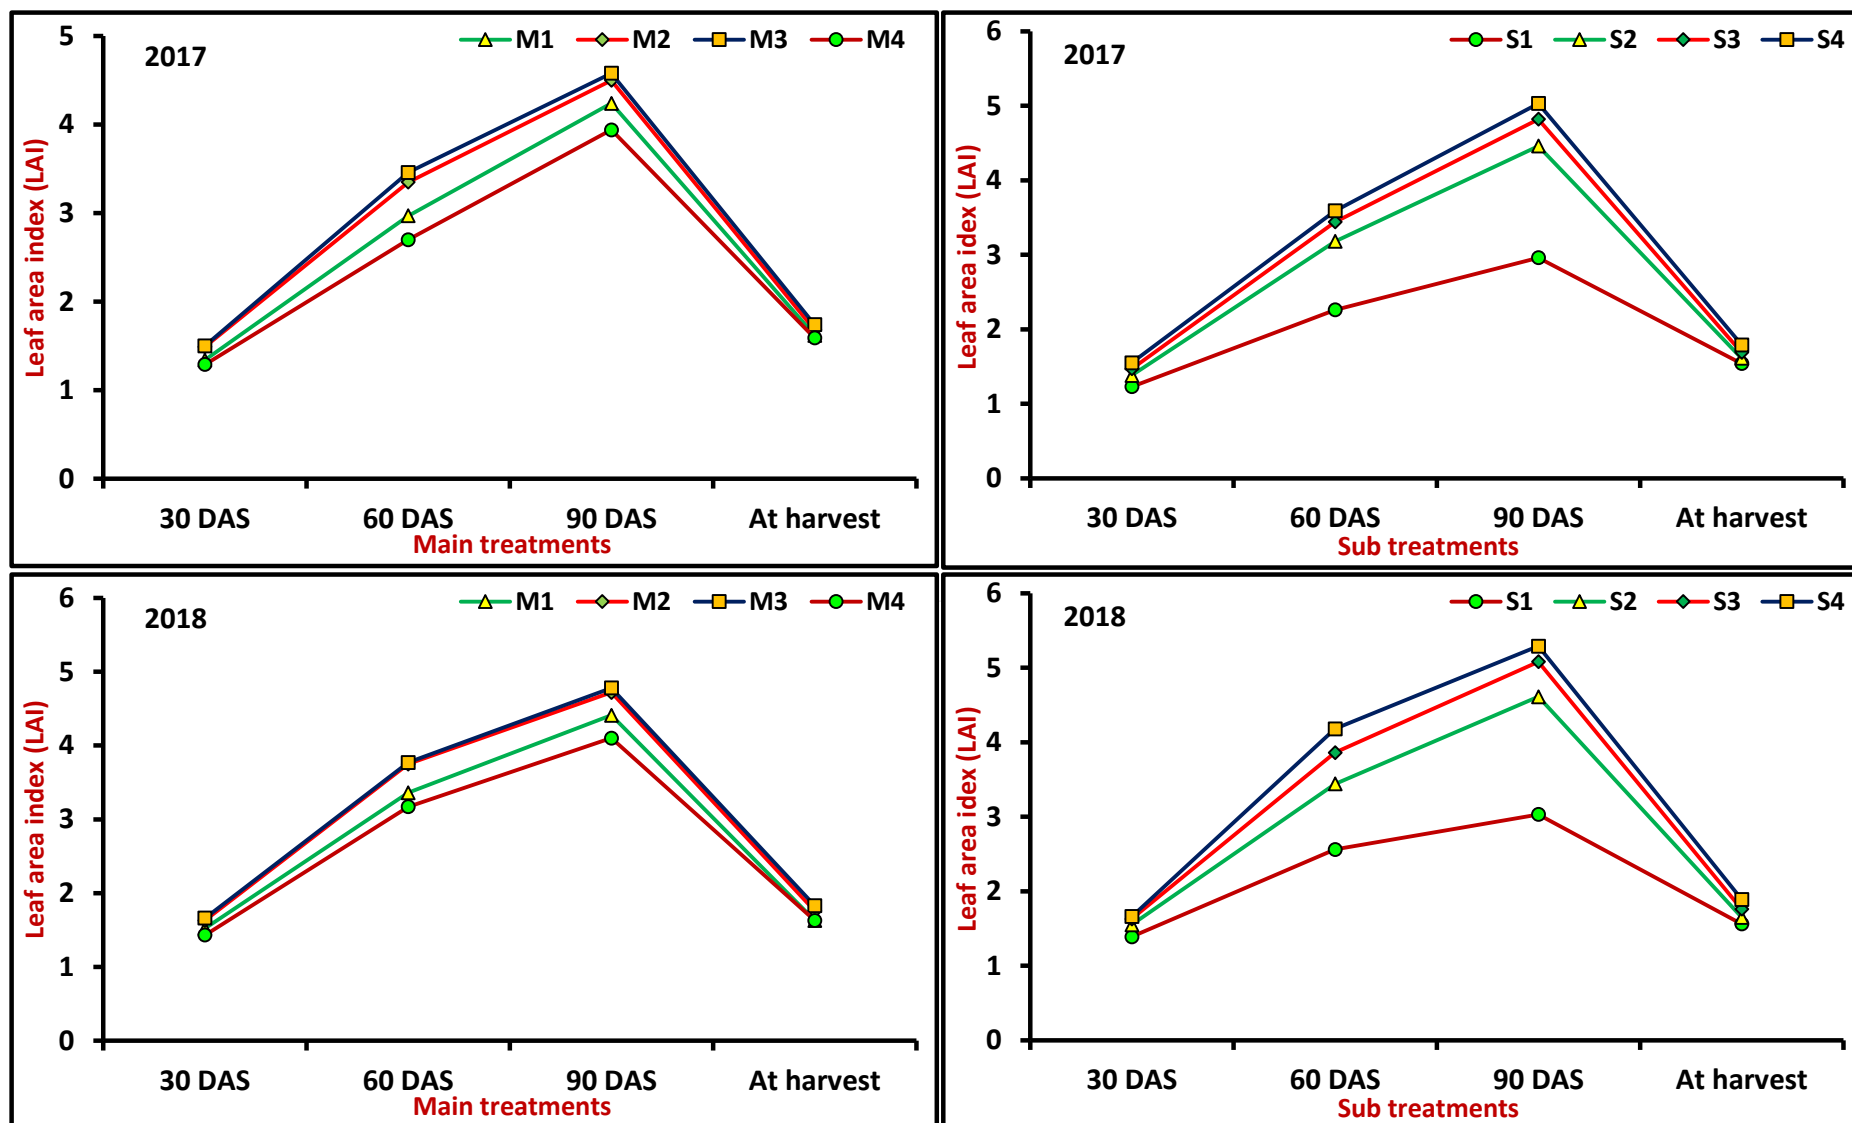 2017
M1 M2 M3 M4
Leaf area index (LAI)
5
4
3
2
1
0
30 DAS 60 DAS 90 DAS At harvest
Main treatments
2017
S1 S2 S3 S4
Leaf area idex (LAI)
6
5
4
3
2
1
0
30 DAS 60 DAS 90 DAS At harvest
Sub treatments
2018
M1 M2 M3 M4
Leaf area index (LAI)
6
5
4
3
2
1
0
30 DAS 60 DAS 90 DAS At harvest
Main treatments
2018
S1 S2 S3 S4
Leaf area idex (LAI)
6
5
4
3
2
1
0
30 DAS 60 DAS 90 DAS At harvest
Sub treatments